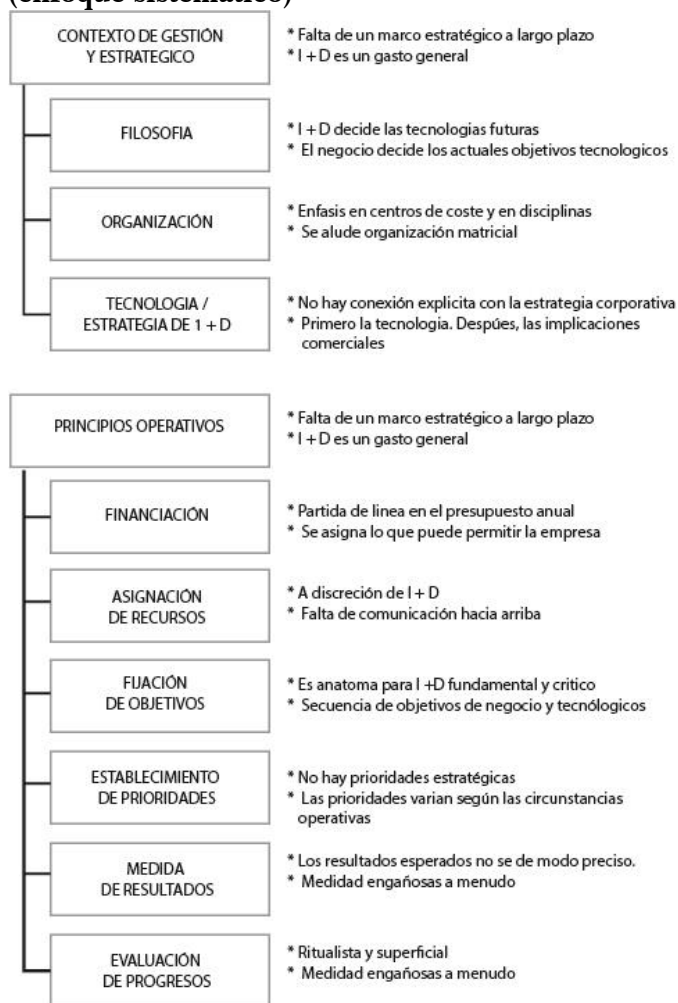 (enfoque sistemático)
CONTEXTO DE GESTIÓN
Y ESTRATEGICO
* Falta de un marco estratégico a largo plazo
* I + D es un gasto general
FILOSOFIA
* I + D decide las tecnologias futuras
* El negocio decide los actuales objetivos tecnologicos
ORGANIZACIÓN
* Enfasis en centros de coste y en disciplinas
* Se alude organización matricial
TECNOLOGIA /
ESTRATEGIA DE 1 + D
* No hay conexión explicita con la estrategia corporativa
* Primero la tecnologia. Despúes, las implicaciones
comerciales
PRINCIPIOS OPERATIVOS
* Falta de un marco estratégico a largo plazo
* I + D es un gasto general
FINANCIACIÓN
* Partida de linea en el presupuesto anual
* Se asigna lo que puede permitir la empresa
ASIGNACIÓN
DE RECURSOS
* A discreción de I + D
* Falta de comunicación hacia arriba
FIJACIÓN
DE OBJETIVOS
* Es anatoma para I +D fundamental y critico
* Secuencia de objetivos de negocio y tecnólogicos
ESTABLECIMIENTO
DE PRIORIDADES
* No hay prioridades estratégicas
* Las prioridades varian según las circunstancias
operativas
MEDIDA
DE RESULTADOS
* Los resultados esperados no se de modo preciso.
* Medidad engañosas a menudo
EVALUACIÓN
DE PROGRESOS
* Ritualista y superficial
* Medidad engañosas a menudo